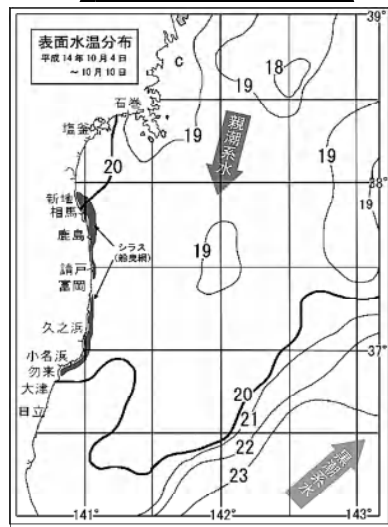 表面水温分布
平成14年10月4日
～10月10日
39°
C
18
19
19
石巻
塩釜
19
19
親潮系水
20
38°
新地
相馬
19
鹿島
シラス
(船曳網)
19
請戸
富岡
久之浜
37°
小名浜
勿来
大津
20
21
日立
22
23
黒潮系水
141°
142°
143°